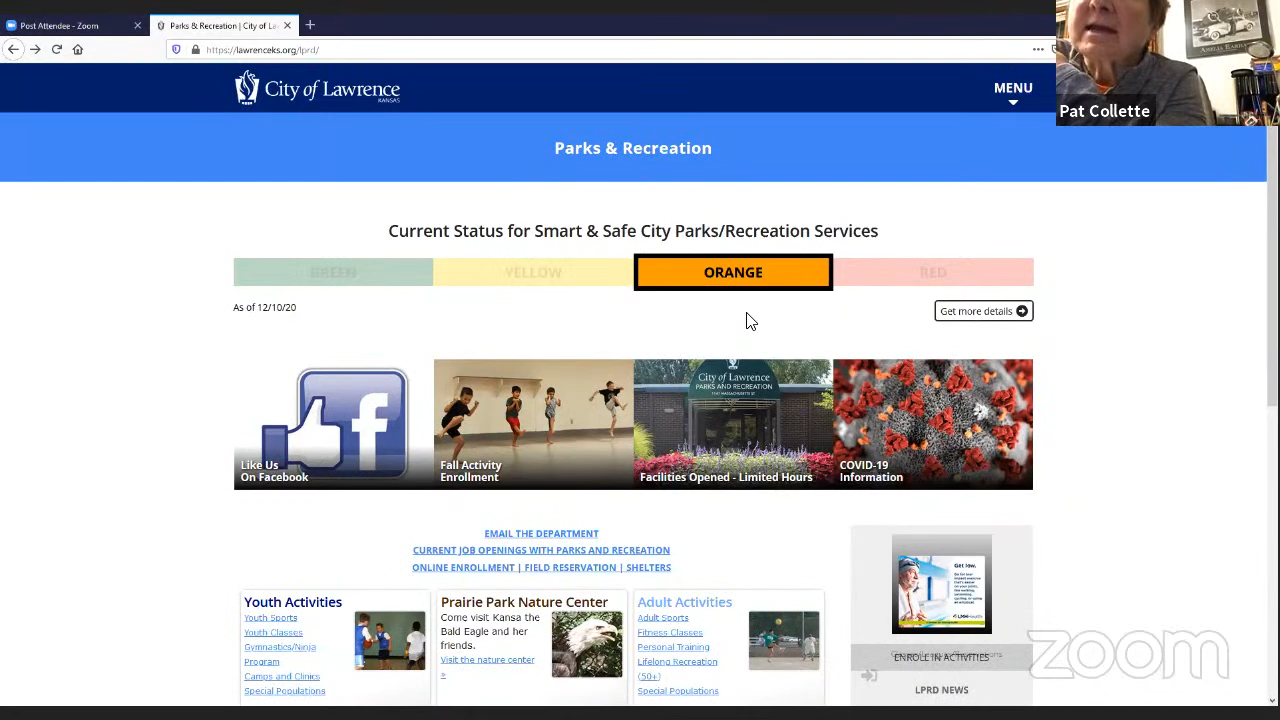 Post Attendee - Zoom
Parks & Recreation | City of La
https://lawrenceks.org/lprd/
City of Lawrence
KANSAS
MENU
Pat Collette
Parks & Recreation
Current Status for Smart & Safe City Parks/Recreation Services
GREEN YELLOW ORANGE RED
As of 12/10/20
Get more details
City of Lawrence
PARKS AND RECREATION
Like Us
On Facebook
Fall Activity
Enrollment
Facilities Opened - Limited Hours
COVID-19
Information
EMAIL THE DEPARTMENT
CURRENT JOB OPENINGS WITH PARKS AND RECREATION
ONLINE ENROLLMENT | FIELD RESERVATION | SHELTERS
Youth Activities
Youth Sports
Youth Classes
Gymnastics/Ninja
Program
Camps and Clinics
Special Populations
Prairie Park Nature Center
Come visit Kansa the
Bald Eagle and her
friends.
Visit the nature center
»
Adult Activities
Adult Sports
Fitness Classes
Personal Training
Lifelong Recreation
(50+)
Special Populations
Get low.
ENROLL IN ACTIVITIES
LPRD NEWS
zoom